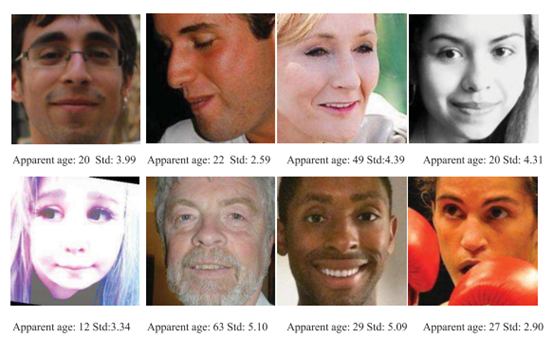 Apparent age: 20 Std: 3.99 Apparent age: 22 Std: 2.59 Apparent age: 49 Std:4.39 Apparent age: 20 Std: 4.31
Apparent age: 12 Std:3.34 Apparent age: 63 Std: 5.10 Apparent age: 29 Std: 5.09 Apparent age: 27 Std: 2.90